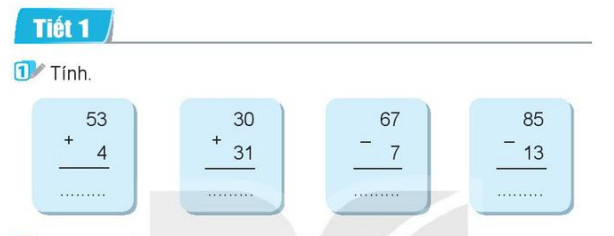 Tiết 1
1 Tính.
53 30 67 85
+ + – –
4 31 7 13
......... ......... ......... .........